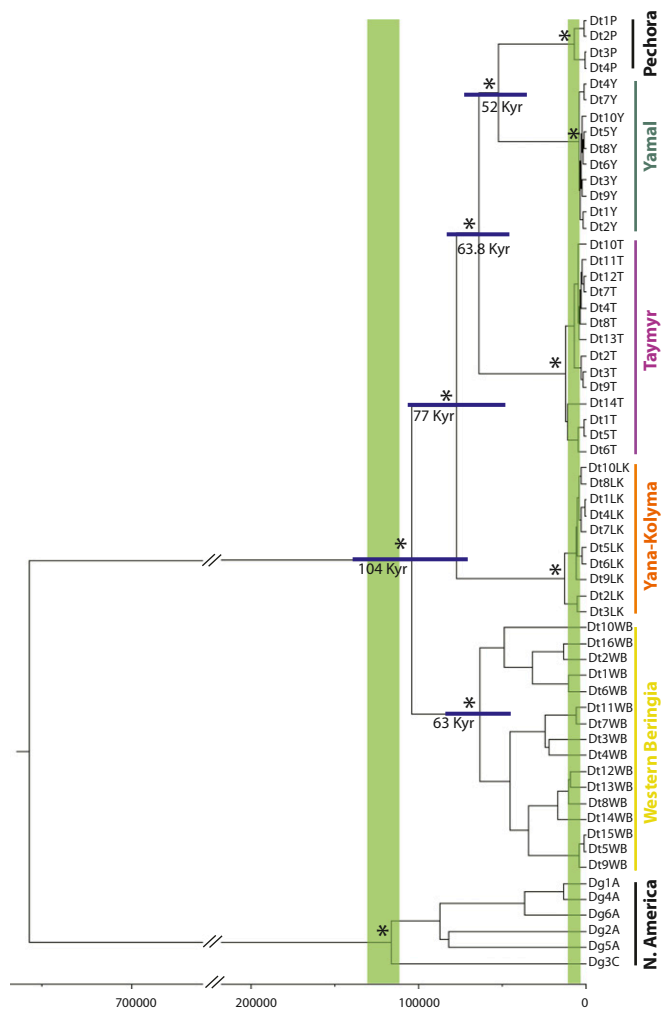 Dt1P
Dt2P
Dt3P
Dt4P
Pechora
Dt4Y
Dt7Y
Dt10Y
Dt5Y
Dt8Y
Dt6Y
Dt3Y
Dt9Y
Dt1Y
Dt2Y
Yamal
Dt10T
Dt11T
Dt12T
Dt7T
Dt4T
Dt8T
Dt13T
Dt2T
Dt3T
Dt9T
Dt14T
Dt1T
Dt5T
Dt6T
Taymyr
Dt10LK
Dt8LK
Dt1LK
Dt4LK
Dt7LK
Dt5LK
Dt6LK
Dt9LK
Dt2LK
Dt3LK
Yana-Kolyma
Dt10WB
Dt16WB
Dt2WB
Dt1WB
Dt6WB
Dt11WB
Dt7WB
Dt3WB
Dt4WB
Dt12WB
Dt13WB
Dt8WB
Dt14WB
Dt15WB
Dt5WB
Dt9WB
Western Beringia
Dg1A
Dg4A
Dg6A
Dg2A
Dg5A
Dg3C
N. America
*
*
* 52 Kyr
*
* 63.8 Kyr
*
* 77 Kyr
* 104 Kyr
*
* 63 Kyr
*
700000 200000 100000 0